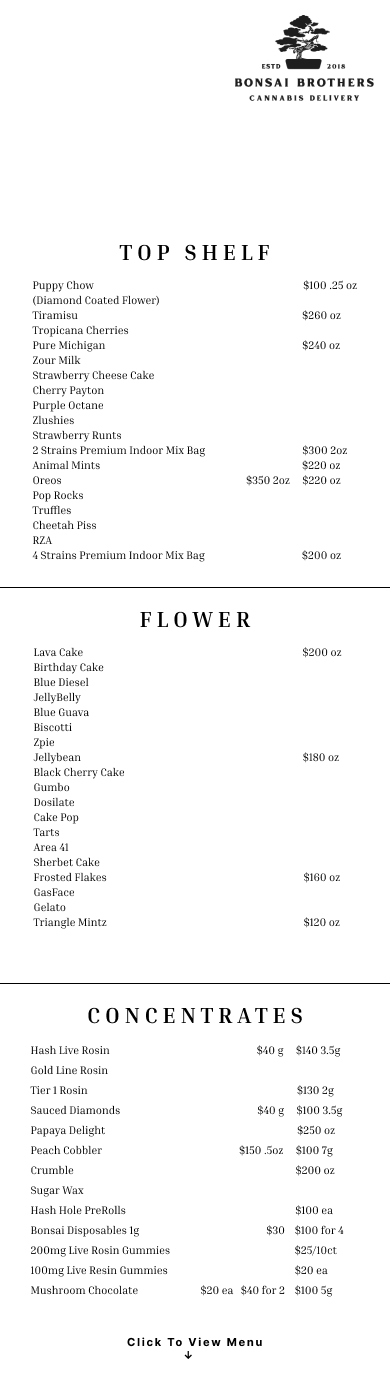 ESTD 2018
BONSAI BROTHERS
CANNABIS DELIVERY
TOP SHELF
Puppy Chow $100 .25 oz
(Diamond Coated Flower)
Tiramisu $260 oz
Tropicana Cherries
Pure Michigan $240 oz
Zour Milk
Strawberry Cheese Cake
Cherry Payton
Purple Octane
Zlushies
Strawberry Runts
2 Strains Premium Indoor Mix Bag $300 2oz
Animal Mints $220 oz
Oreos $350 2oz $220 oz
Pop Rocks
Truffles
Cheetah Piss
RZA
4 Strains Premium Indoor Mix Bag $200 oz
FLOWER
Lava Cake $200 oz
Birthday Cake
Blue Diesel
JellyBelly
Blue Guava
Biscotti
Zpie
Jellybean $180 oz
Black Cherry Cake
Gumbo
Dosilate
Cake Pop
Tarts
Area 41
Sherbet Cake
Frosted Flakes $160 oz
GasFace
Gelato
Triangle Mintz $120 oz
CONCENTRATES
Hash Live Rosin $40 g $140 3.5g
Gold Line Rosin
Tier 1 Rosin $130 2g
Sauced Diamonds $40 g $100 3.5g
Papaya Delight $250 oz
Peach Cobbler $150 .5oz $100 7g
Crumble $200 oz
Sugar Wax
Hash Hole PreRolls $100 ea
Bonsai Disposables 1g $30 $100 for 4
200mg Live Rosin Gummies $25/10ct
100mg Live Resin Gummies $20 ea
Mushroom Chocolate $20 ea $40 for 2 $100 5g
Click To View Menu
↓